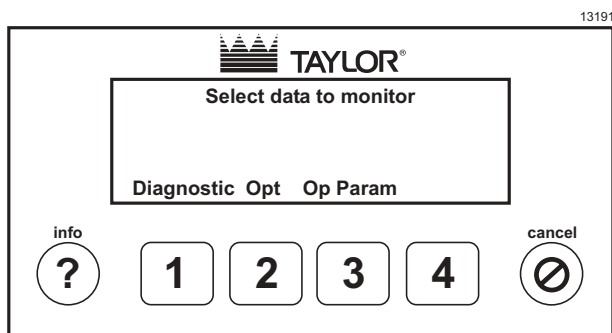 13191
TAYLOR®
Select data to monitor
Diagnostic Opt Op Param
info
cancel
? 1 2 3 4